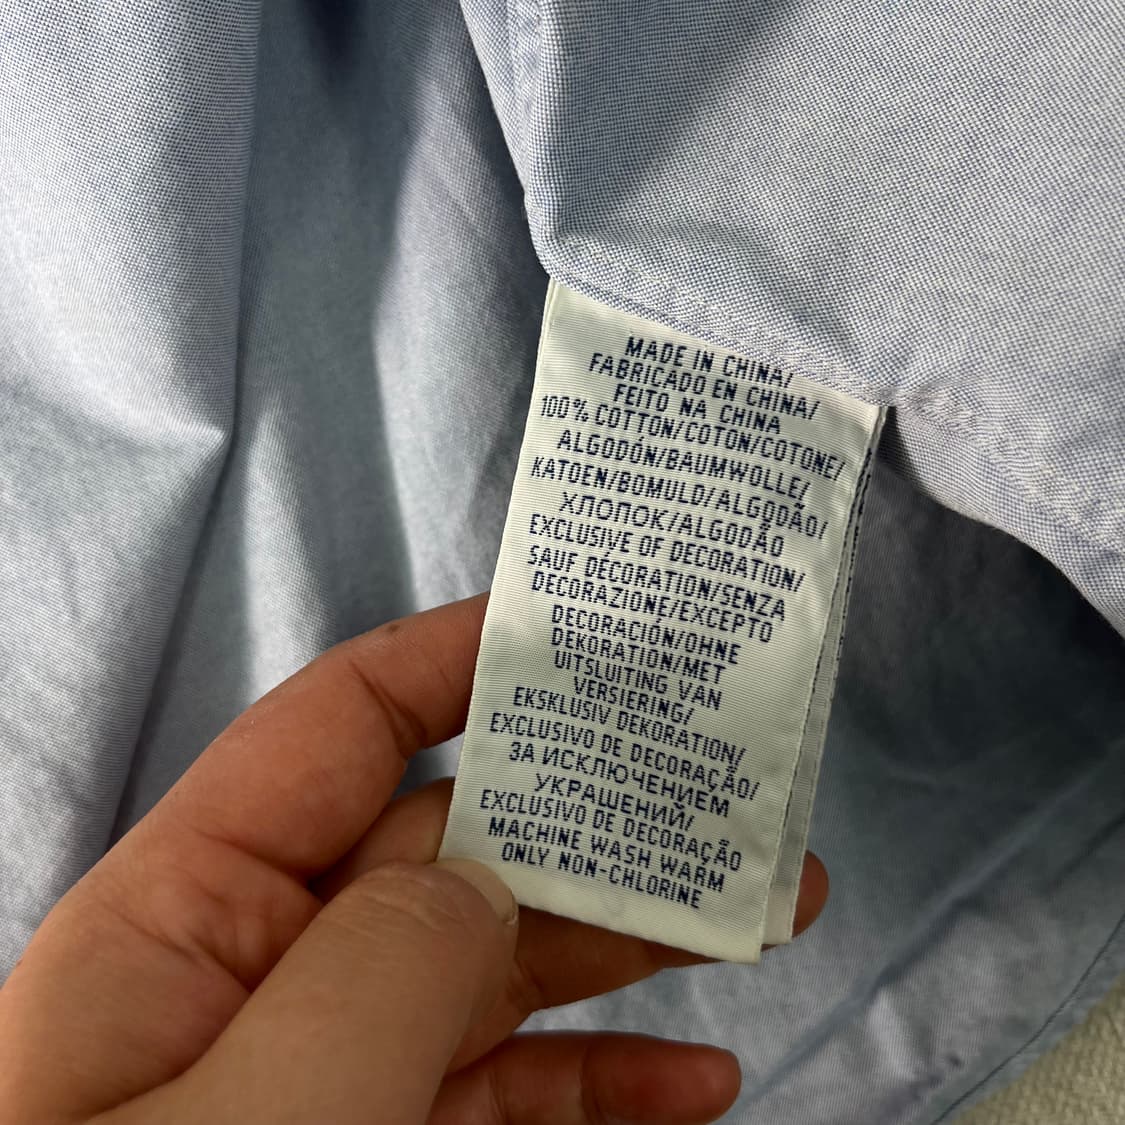 MADE IN CHINA/
FABRICADO EN CHINA/
FEITO NA CHINA
100% COTTON/COTON/COTONE/
ALGODÓN/BAUMWOLLE/
KATOEN/BOMULD/ALGODÃO/
ХЛОПОК/ALGODÃO
EXCLUSIVE OF DECORATION/
SAUF DÉCORATION/SENZA
DECORAZIONE/EXCEPTO
DECORACIÓN/OHNE
DEKORATION/MET
UITSLUITING VAN
VERSIERING/
EKSKLUSIV DEKORATION/
EXCLUSIVO DE DECORAÇÃO/
ЗА ИСКЛЮЧЕНИЕМ
УКРАШЕНИЙ/
EXCLUSIVO DE DECORAÇÃO
MACHINE WASH WARM
ONLY NON-CHLORINE